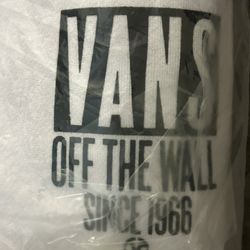 VANS
OFF THE WALL
SINCE 1966